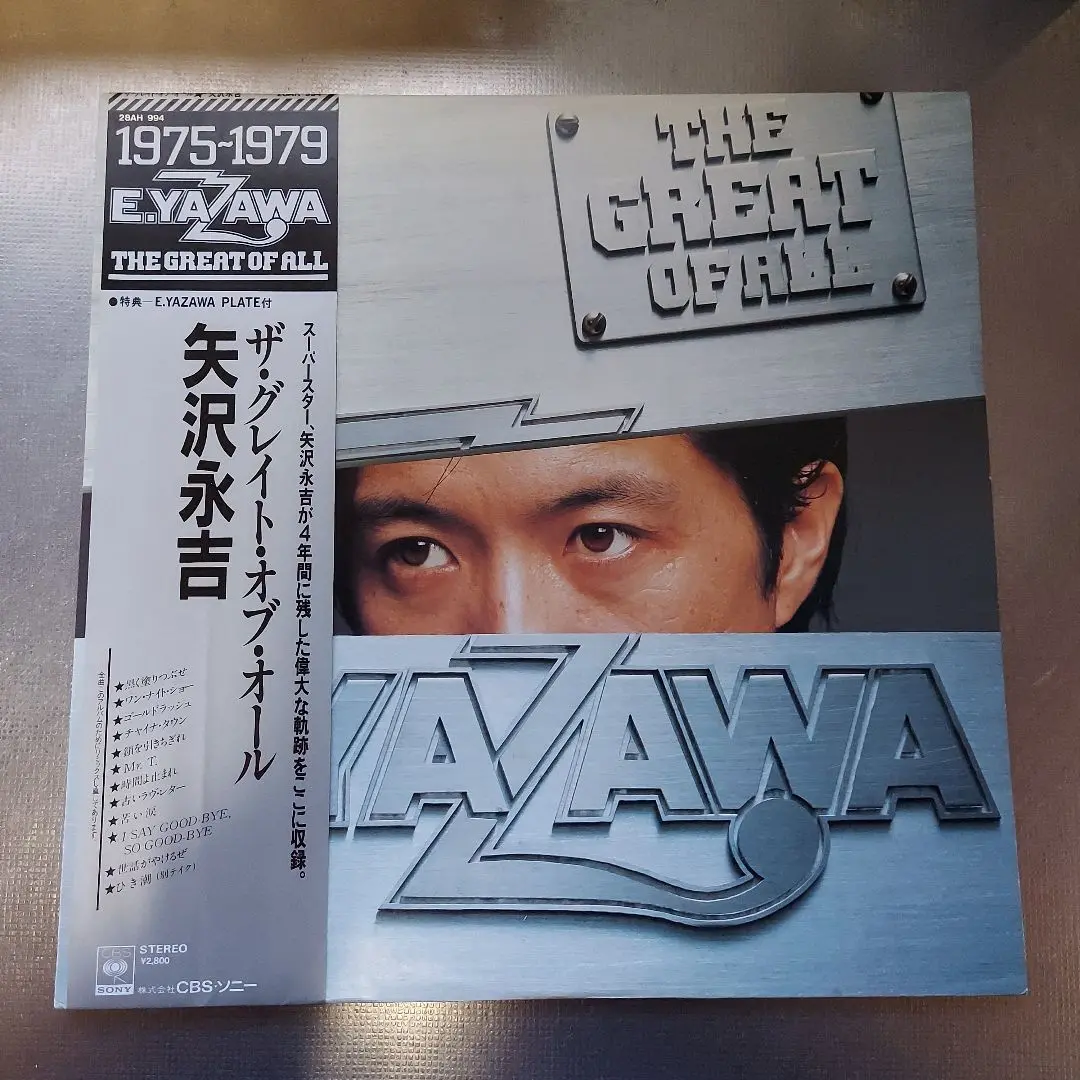 28AH 994
1975~1979
E.YAZAWA
THE GREAT OF ALL
●特典—E.YAZAWA PLATE付
スーパースター、矢沢永吉が4年間に残した偉大な軌跡をここに収録。
ザ・グレイト・オブ・オール
矢沢永吉
★黒く塗りつぶせ
★ワン・ナイト・ショー
★ゴールドラッシュ
★チャイナ・タウン
★鎖を引きちぎれ
★Mr. T.
★時間よ止まれ
★古いラヴ・レター
★苦い涙
★I SAY GOOD-BYE,
SO GOOD-BYE
★世話がやけるぜ
★ひき潮(別テイク)
CBS
SONY
STEREO
¥2,800
株式会社CBS・ソニー
THE
GREAT
OF ALL
YAZAWA